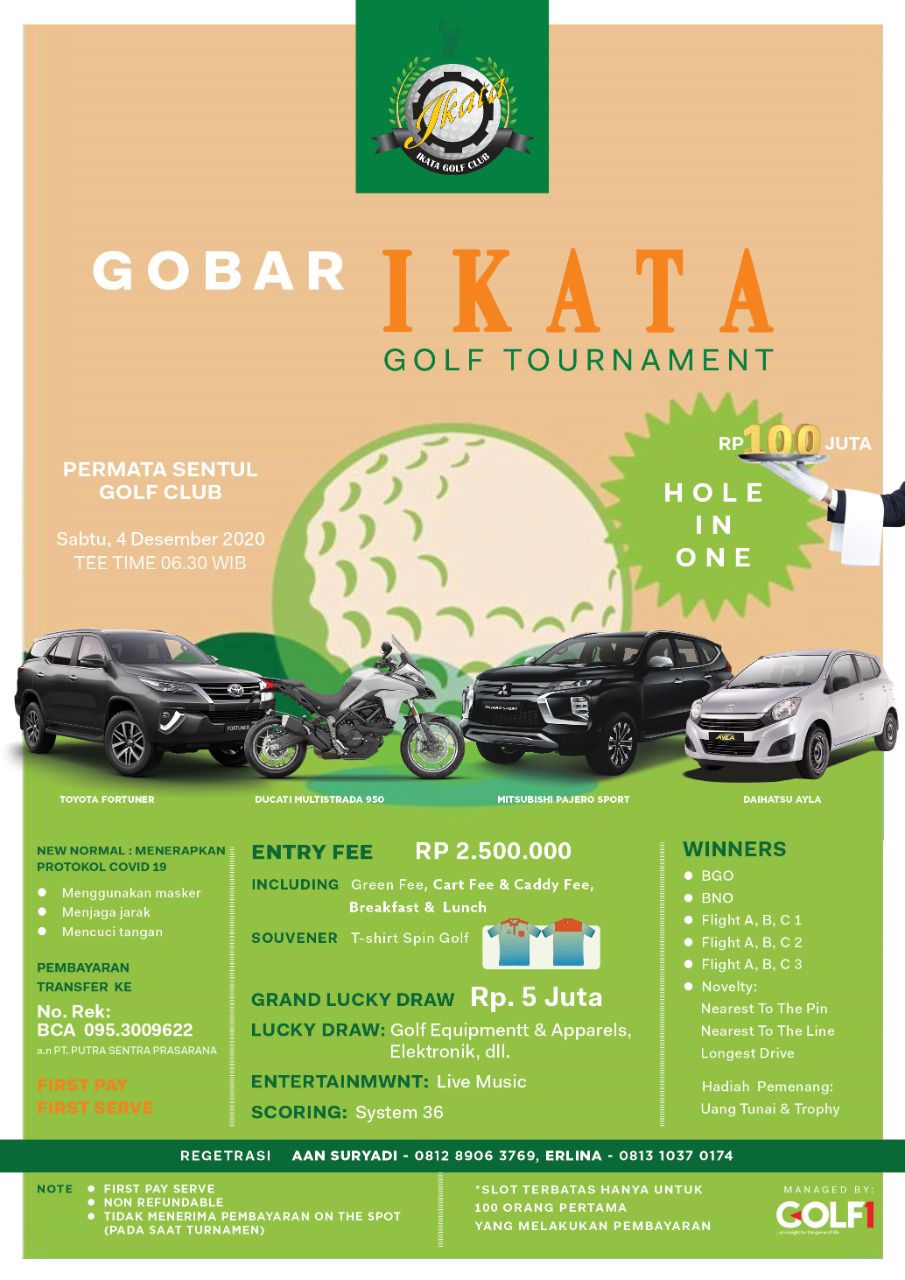 Ikata
IKATA GOLF CLUB
GOBAR IKATA
GOLF TOURNAMENT
RP 100 JUTA
HOLE
IN
ONE
PERMATA SENTUL
GOLF CLUB
Sabtu, 4 Desember 2020
TEE TIME 06.30 WIB
FORTUNER
PAJERO SPORT
AYLA
TOYOTA FORTUNER
DUCATI MULTISTRADA 950
MITSUBISHI PAJERO SPORT
DAIHATSU AYLA
NEW NORMAL : MENERAPKAN
PROTOKOL COVID 19
Menggunakan masker
Menjaga jarak
Mencuci tangan
PEMBAYARAN
TRANSFER KE
No. Rek:
BCA 095.3009622
a.n PT. PUTRA SENTRA PRASARANA
FIRST PAY
FIRST SERVE
ENTRY FEE RP 2.500.000
INCLUDING Green Fee, Cart Fee & Caddy Fee,
Breakfast & Lunch
SOUVENER T-shirt Spin Golf
GRAND LUCKY DRAW Rp. 5 Juta
LUCKY DRAW: Golf Equipmentt & Apparels,
Elektronik, dll.
ENTERTAINMWNT: Live Music
SCORING: System 36
WINNERS
BGO
BNO
Flight A, B, C 1
Flight A, B, C 2
Flight A, B, C 3
Novelty:
Nearest To The Pin
Nearest To The Line
Longest Drive
Hadiah Pemenang:
Uang Tunai & Trophy
REGETRASI AAN SURYADI - 0812 8906 3769, ERLINA - 0813 1037 0174
NOTE
FIRST PAY SERVE
NON REFUNDABLE
TIDAK MENERIMA PEMBAYARAN ON THE SPOT
(PADA SAAT TURNAMEN)
*SLOT TERBATAS HANYA UNTUK
100 ORANG PERTAMA
YANG MELAKUKAN PEMBAYARAN
MANAGED BY:
GOLF1